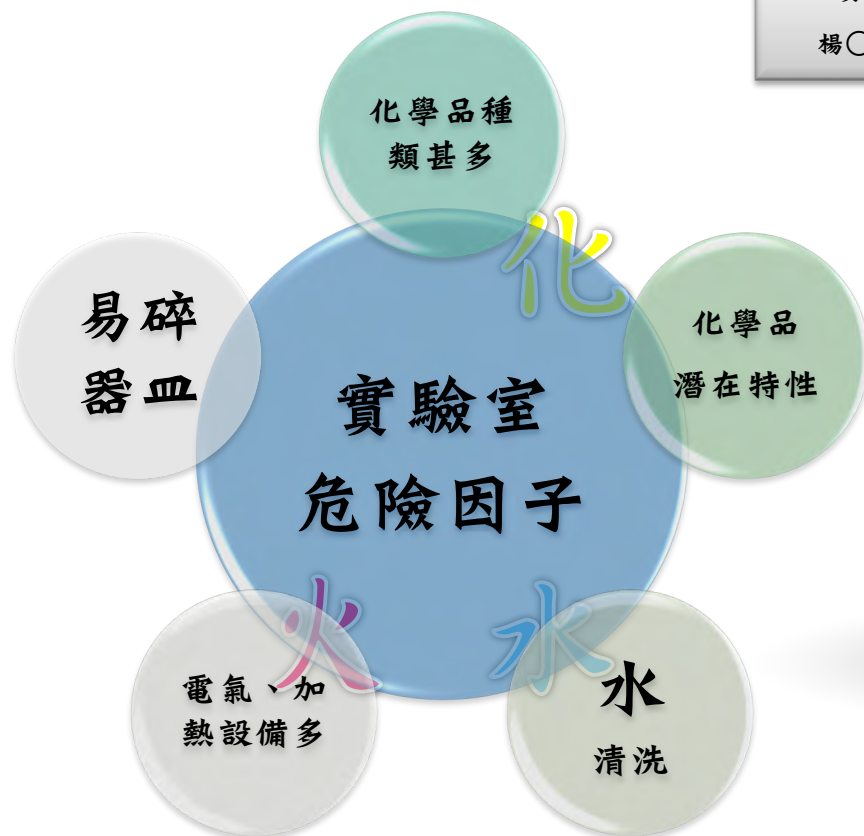 楊○
化學品種
類甚多
化
易碎
器皿
化學品
潛在特性
實驗室
危險因子
火
水
電氣、加
熱設備多
水
清洗